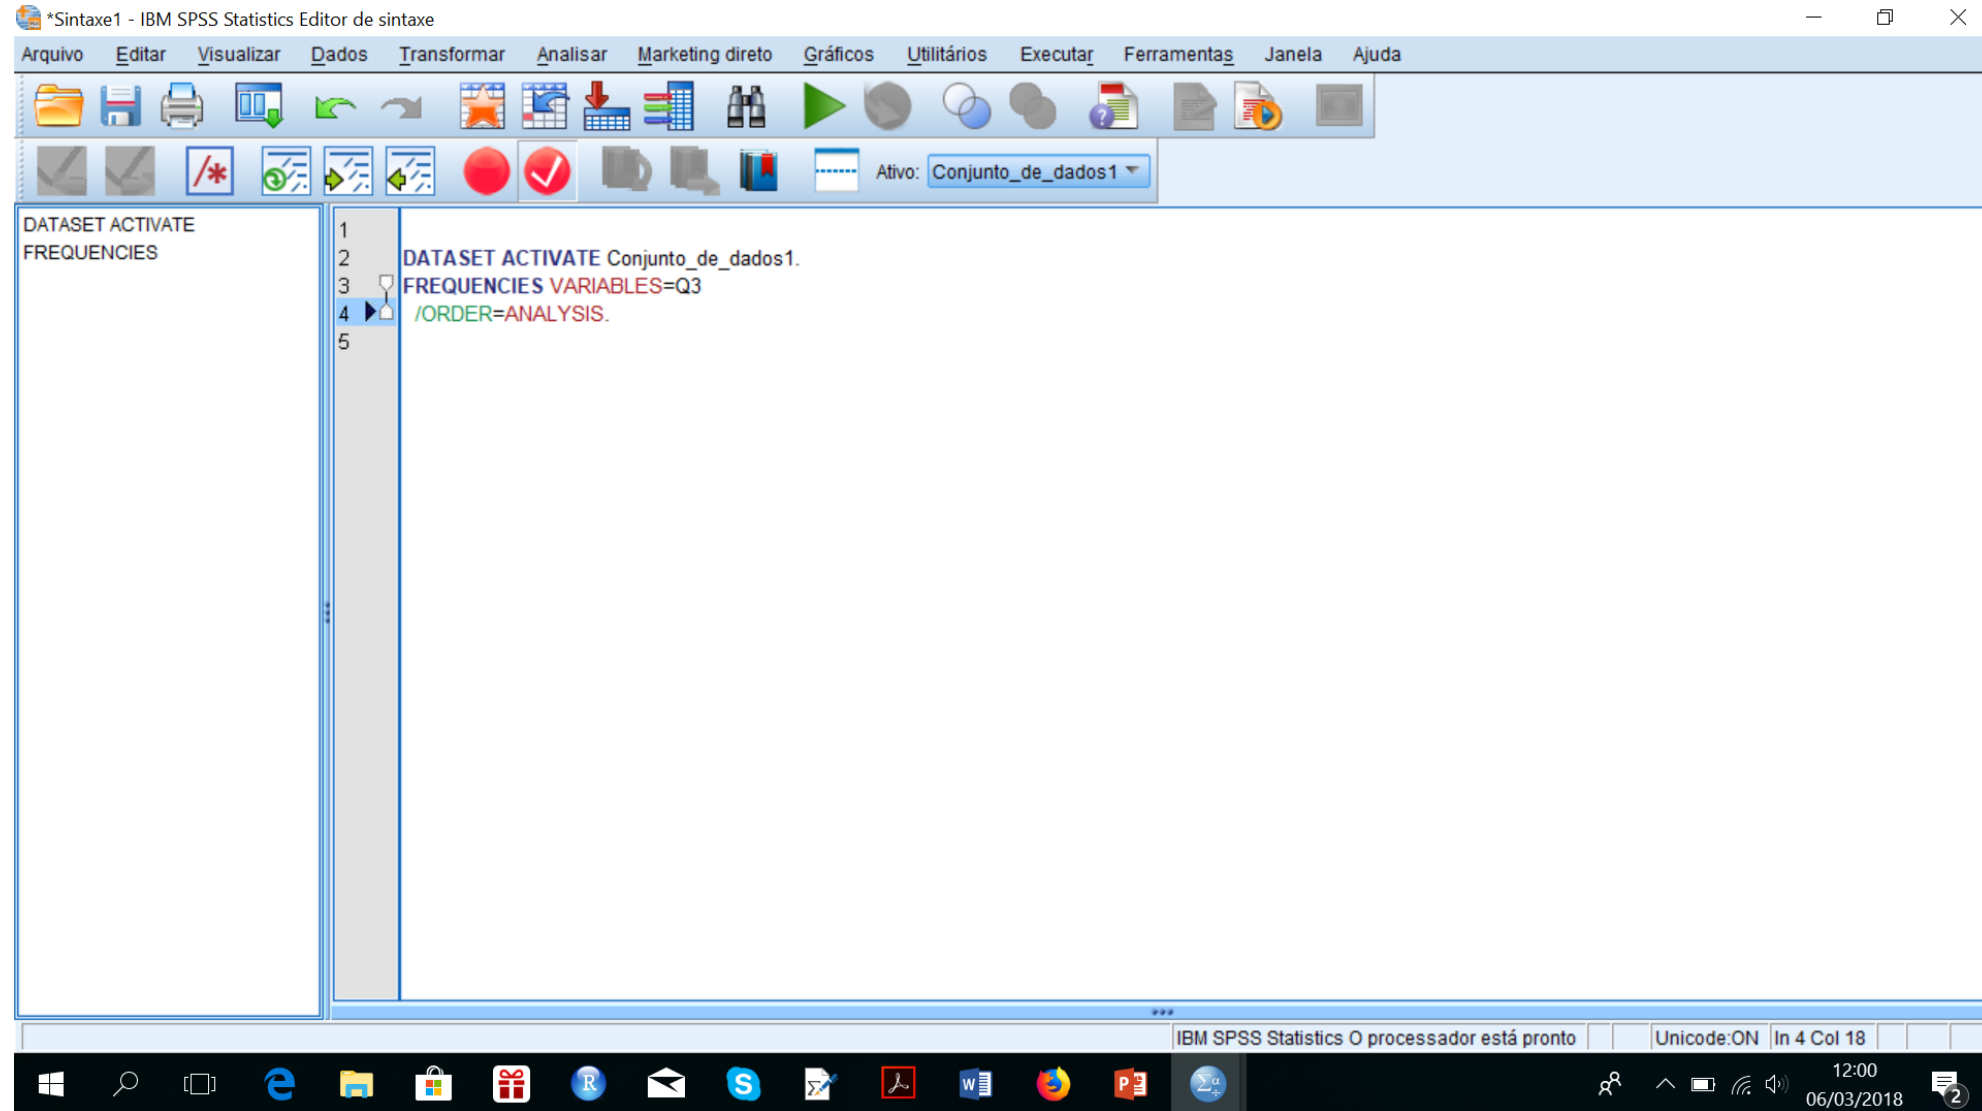 *Sintaxe1 - IBM SPSS Statistics Editor de sintaxe
Arquivo Editar Visualizar Dados Transformar Analisar Marketing direto Gráficos Utilitários Executar Ferramentas Janela Ajuda
/*
Ativo: Conjunto_de_dados1
DATASET ACTIVATE
FREQUENCIES
1
2 DATASET ACTIVATE Conjunto_de_dados1.
3 FREQUENCIES VARIABLES=Q3
4 /ORDER=ANALYSIS.
5
IBM SPSS Statistics O processador está pronto Unicode:ON In 4 Col 18
12:00
06/03/2018
2